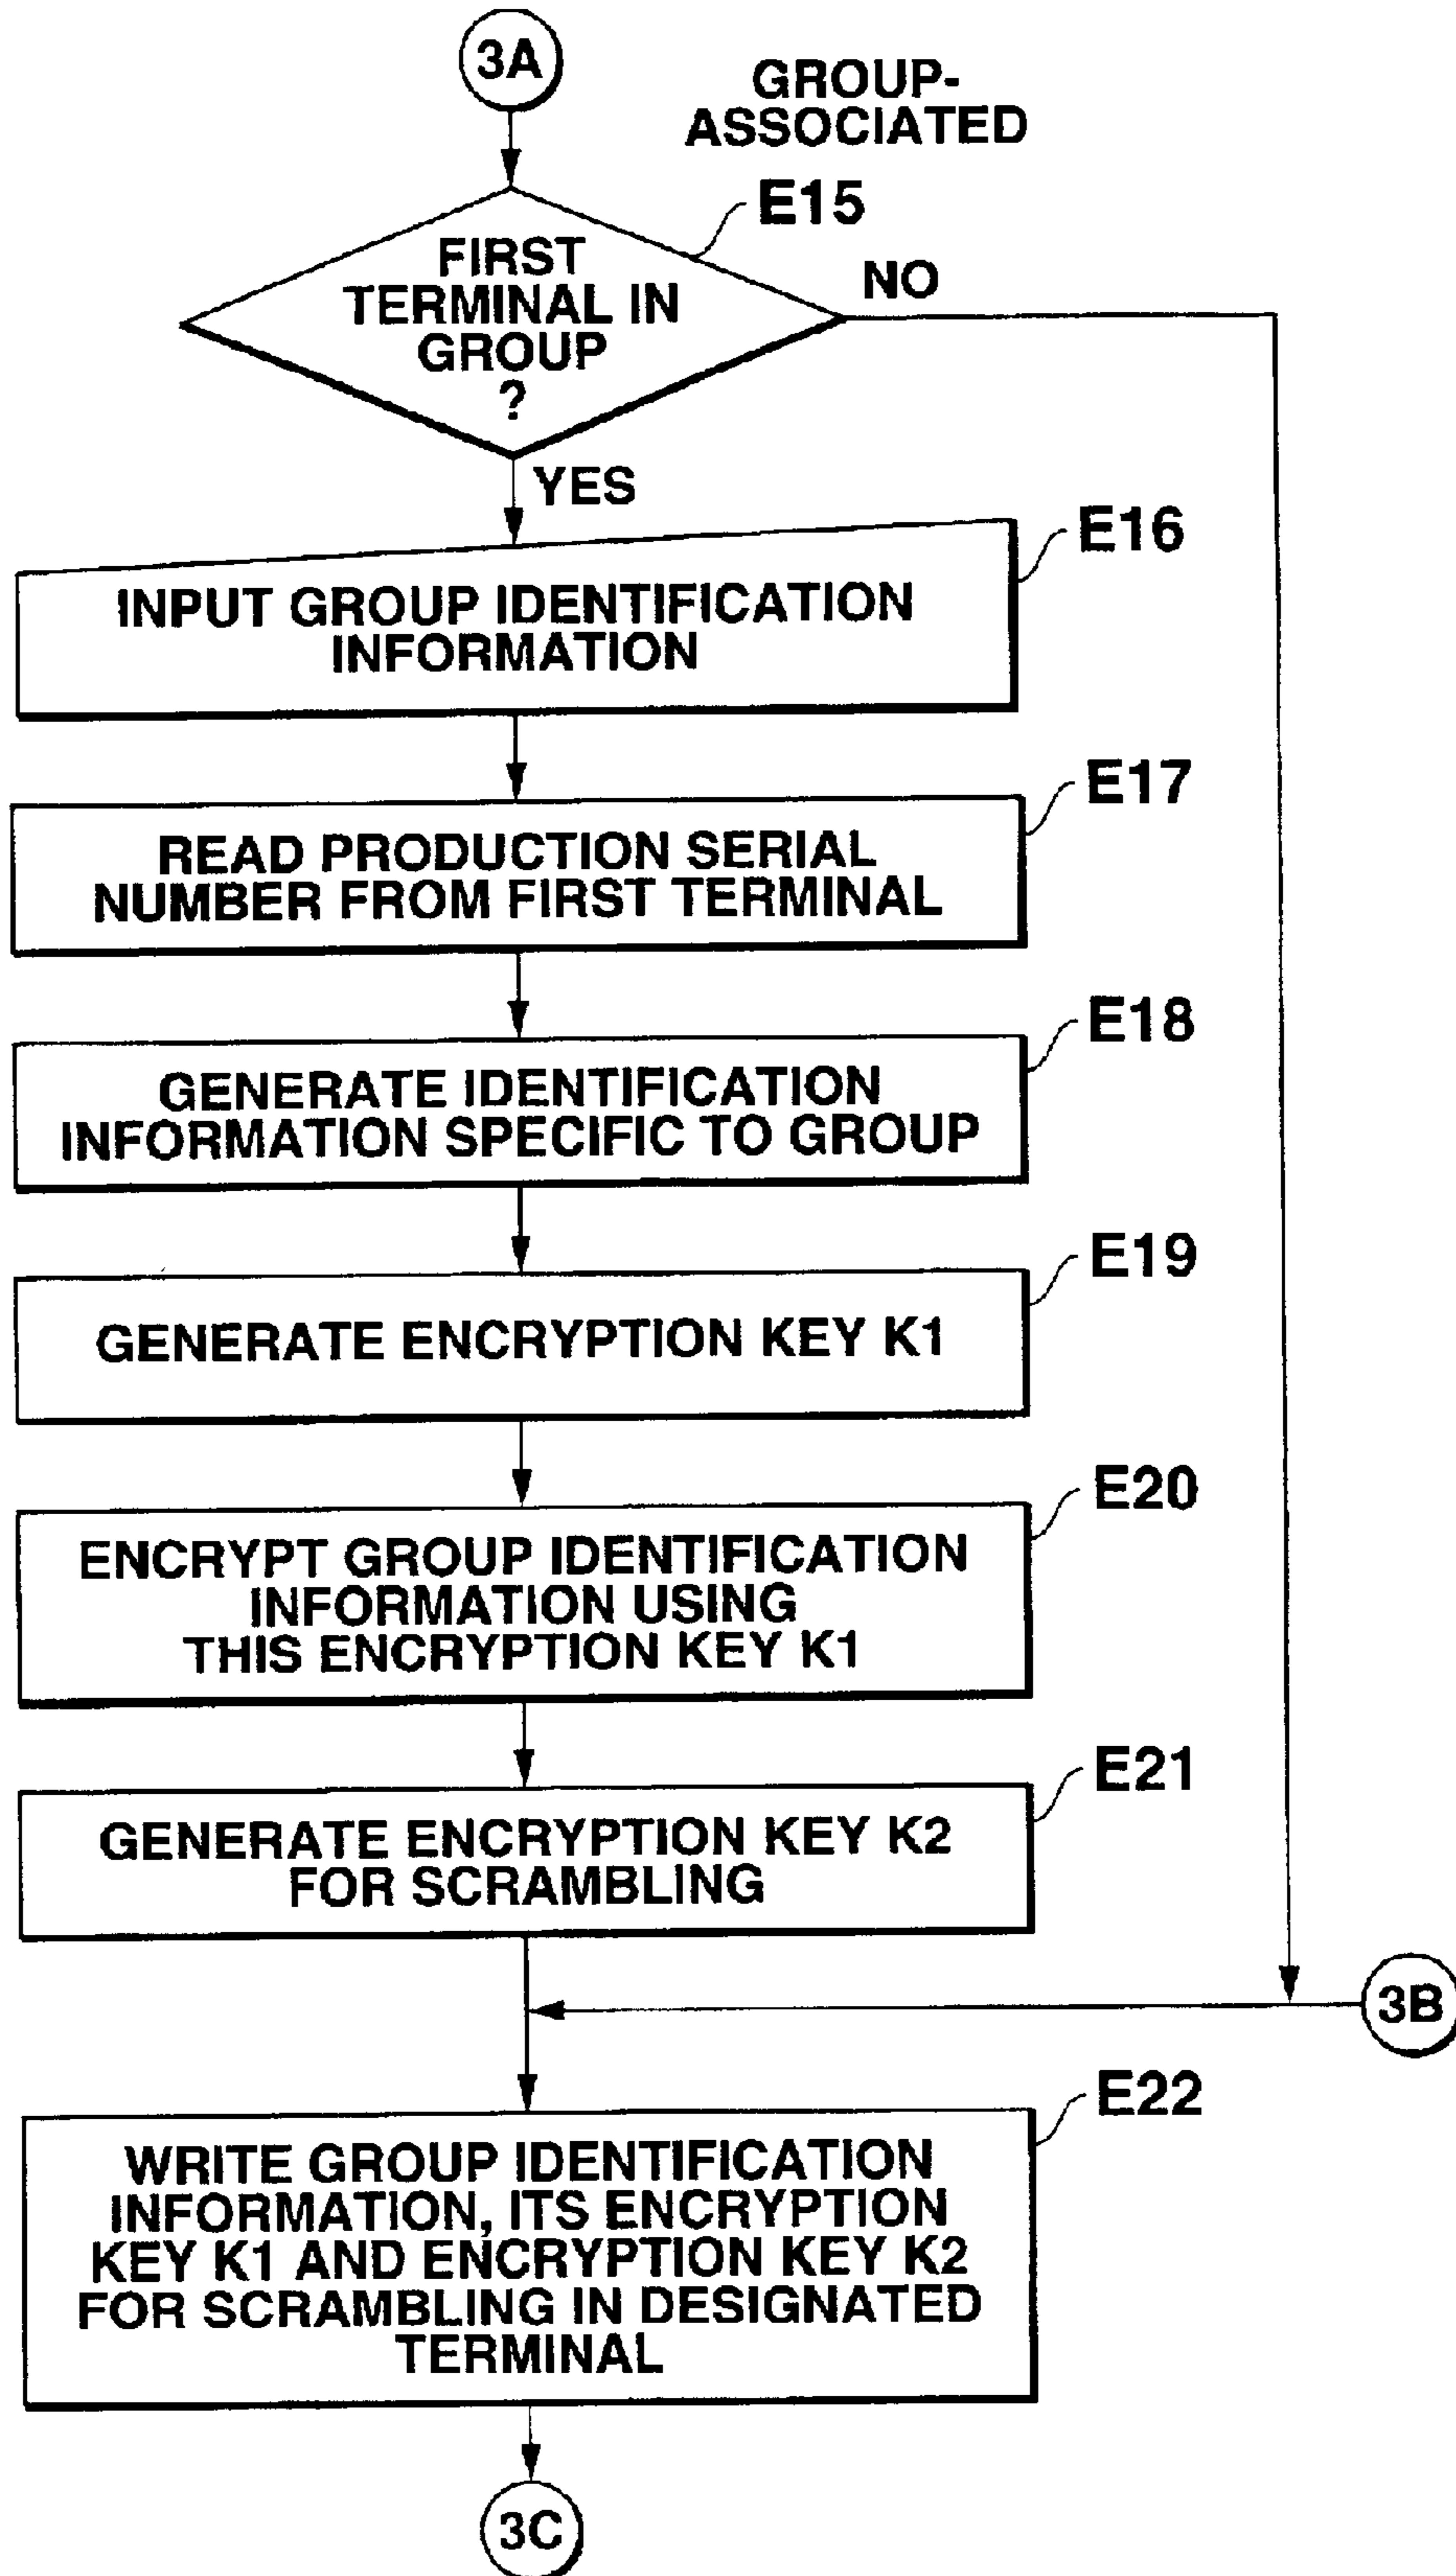 3A
GROUP-
ASSOCIATED
E15
FIRST
TERMINAL IN
GROUP
?
NO
YES
E16
INPUT GROUP IDENTIFICATION
INFORMATION
E17
READ PRODUCTION SERIAL
NUMBER FROM FIRST TERMINAL
E18
GENERATE IDENTIFICATION
INFORMATION SPECIFIC TO GROUP
E19
GENERATE ENCRYPTION KEY K1
E20
ENCRYPT GROUP IDENTIFICATION
INFORMATION USING
THIS ENCRYPTION KEY K1
E21
GENERATE ENCRYPTION KEY K2
FOR SCRAMBLING
3B
E22
WRITE GROUP IDENTIFICATION
INFORMATION, ITS ENCRYPTION
KEY K1 AND ENCRYPTION KEY K2
FOR SCRAMBLING IN DESIGNATED
TERMINAL
3C